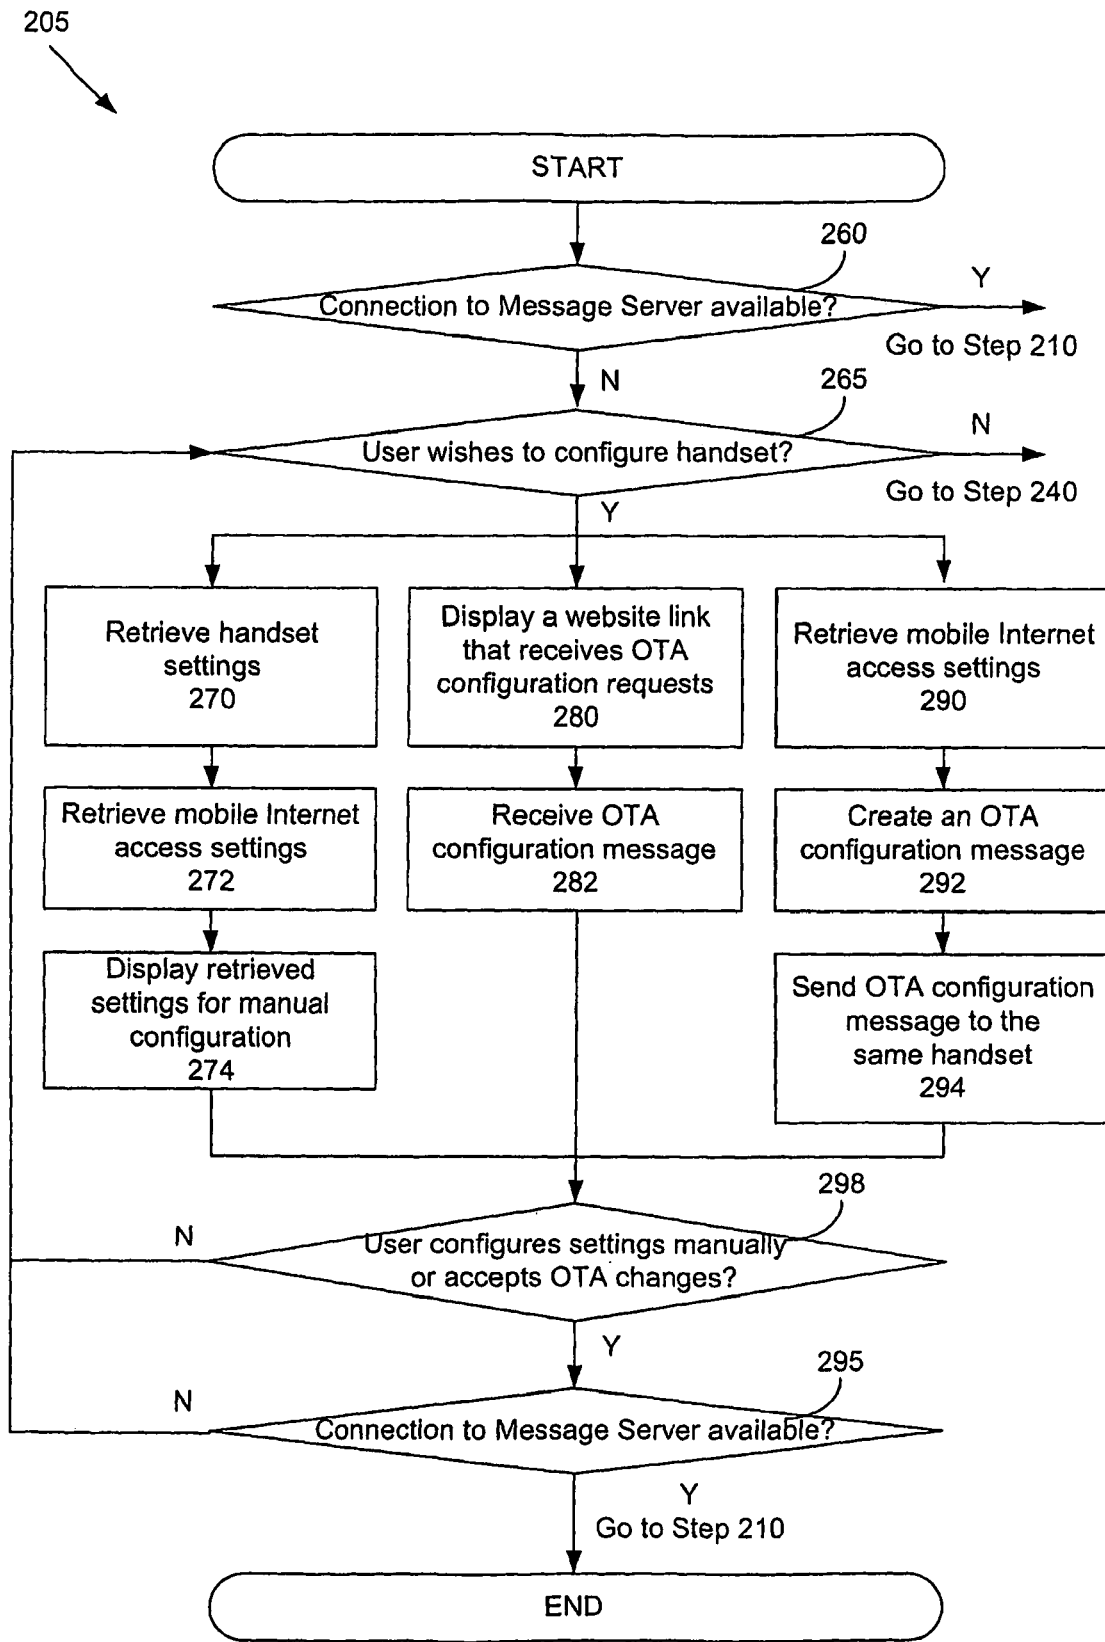 205
START
260
Connection to Message Server available?
Y
Go to Step 210
N
265
User wishes to configure handset?
N
Go to Step 240
Y
Retrieve handset
settings
270
Display a website link
that receives OTA
configuration requests
280
Retrieve mobile Internet
access settings
290
Retrieve mobile Internet
access settings
272
Receive OTA
configuration message
282
Create an OTA
configuration message
292
Display retrieved
settings for manual
configuration
274
Send OTA configuration
message to the
same handset
294
298
N
User configures settings manually
or accepts OTA changes?
Y
295
N
Connection to Message Server available?
Y
Go to Step 210
END